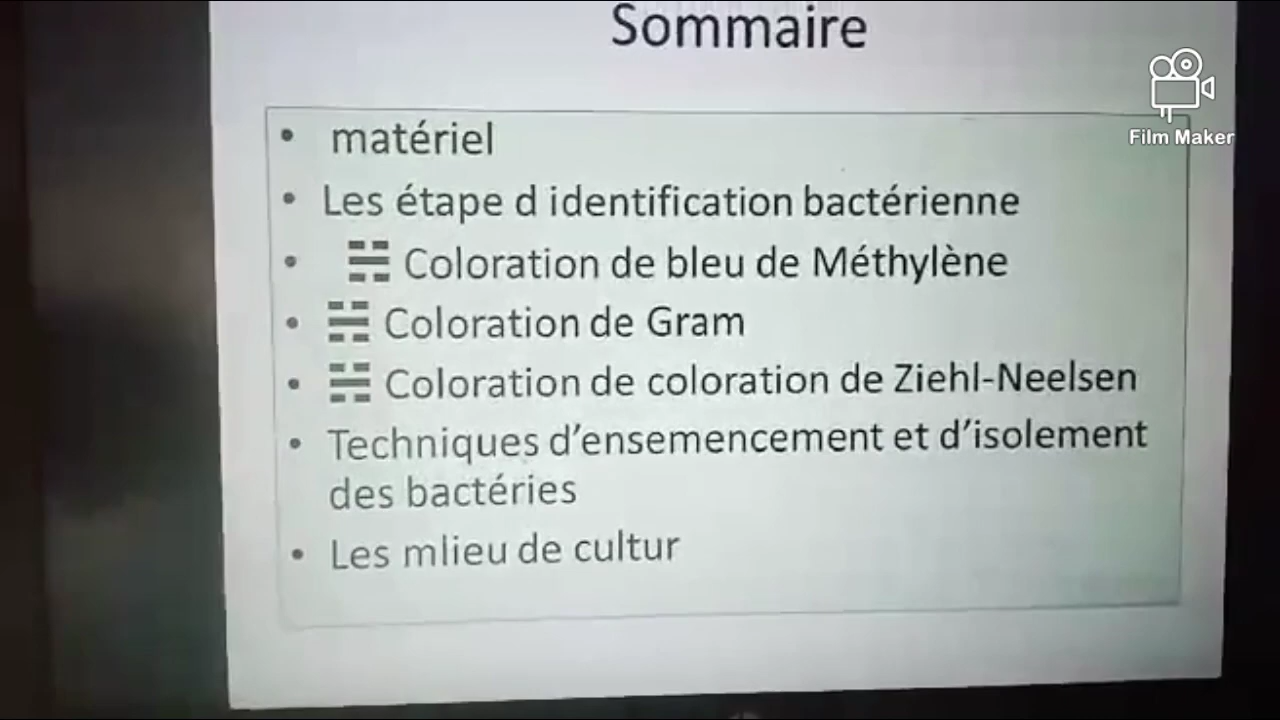 Sommaire
Film Maker
• matériel
• Les étape d identification bactérienne
• ䷜ Coloration de bleu de Méthylène
• ䷜ Coloration de Gram
• ䷜ Coloration de coloration de Ziehl-Neelsen
• Techniques d’ensemencement et d’isolement
des bactéries
• Les mlieu de cultur